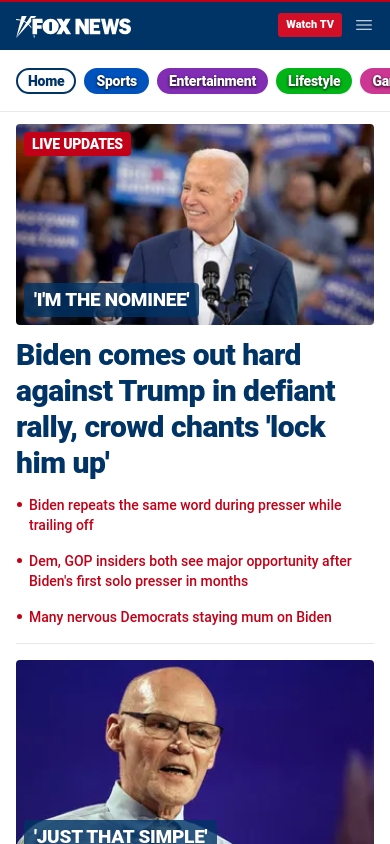 FOX NEWS
Watch TV
Home
Sports
Entertainment
Lifestyle
LIVE UPDATES
'I'M THE NOMINEE'
Biden comes out hard
against Trump in defiant
rally, crowd chants 'lock
him up'
Biden repeats the same word during presser while
trailing off
Dem, GOP insiders both see major opportunity after
Biden's first solo presser in months
Many nervous Democrats staying mum on Biden
'JUST THAT SIMPLE'